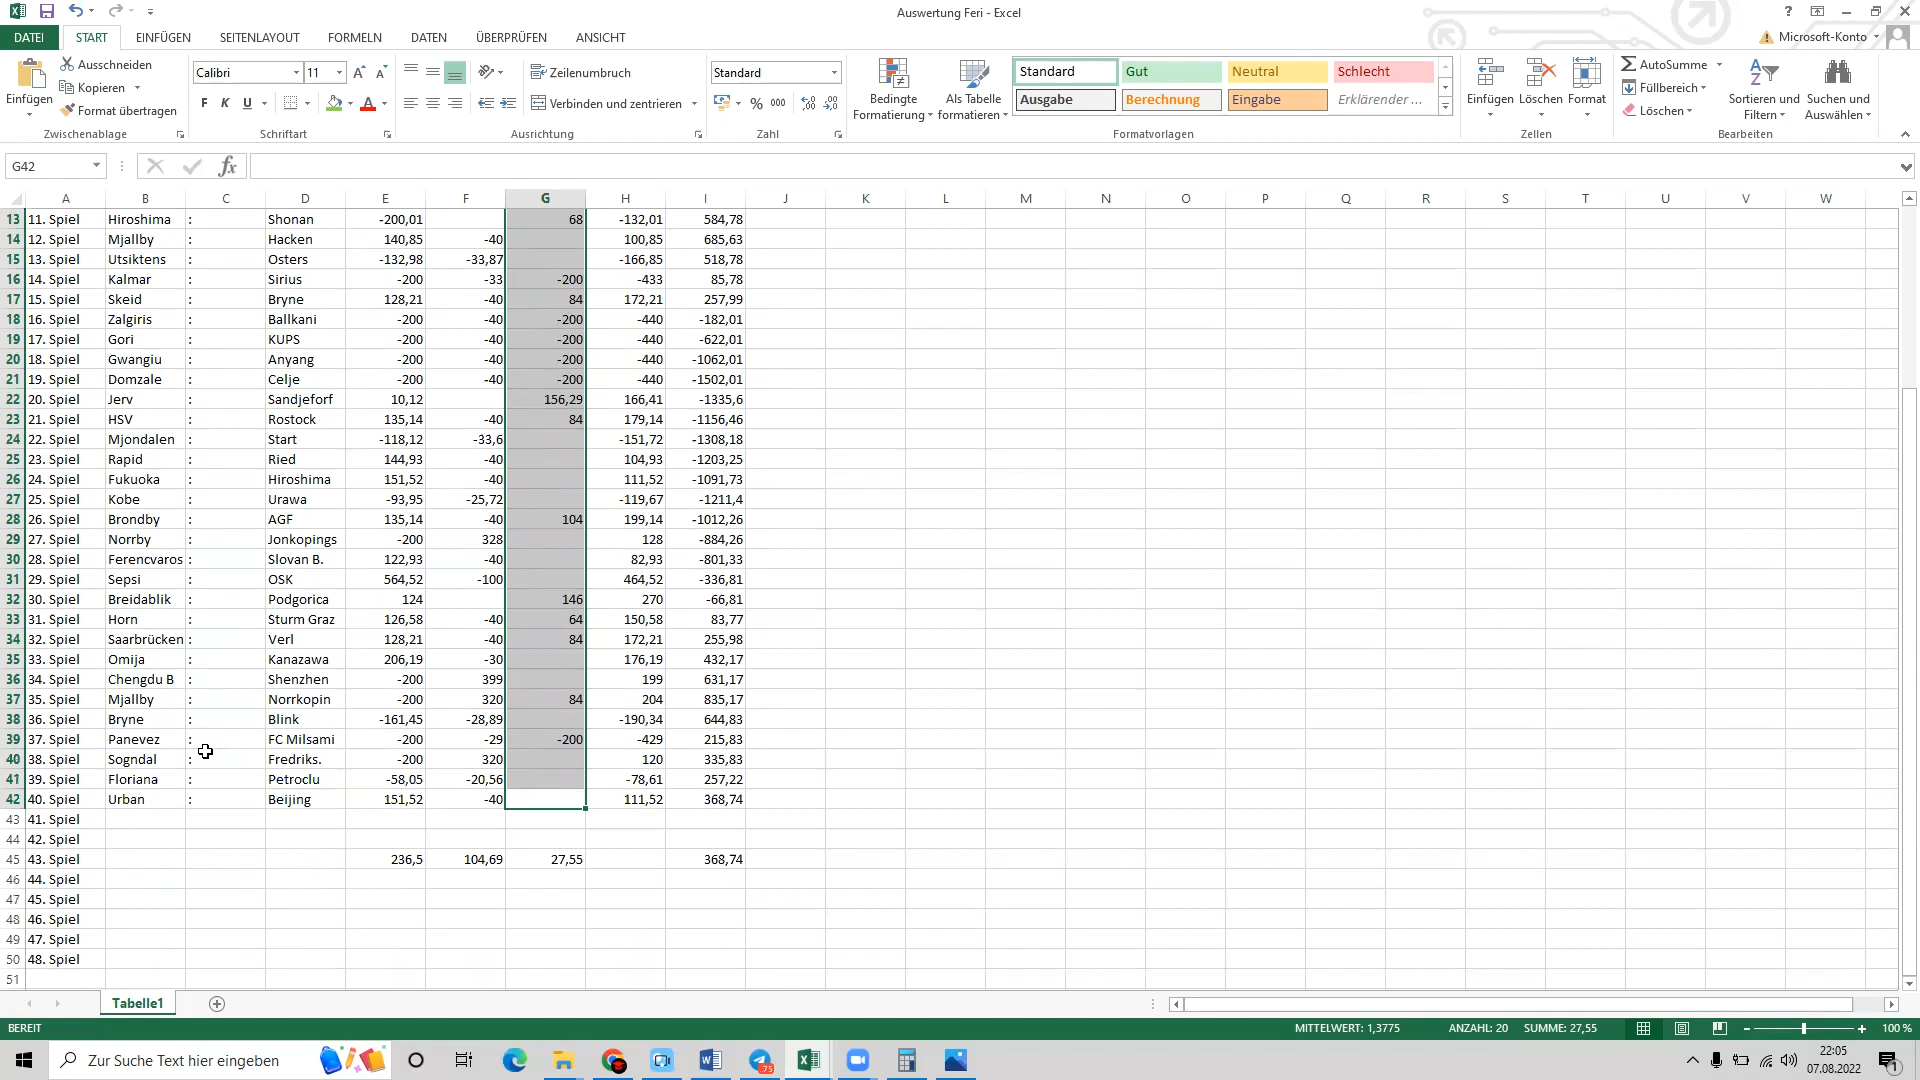 Auswertung Feri - Excel
DATEI START EINFÜGEN SEITENLAYOUT FORMELN DATEN ÜBERPRÜFEN ANSICHT Microsoft-Konto
Einfügen Ausschneiden Kopieren Format übertragen Zwischenablage
Calibri 11 F K U Schriftart
Zeilenumbruch Verbinden und zentrieren Ausrichtung
Standard % 000 Zahl
Bedingte Formatierung Als Tabelle formatieren
Standard Gut Neutral Schlecht
Ausgabe Berechnung Eingabe Erklärender ...
Formatvorlagen
Einfügen Löschen Format Zellen
AutoSumme Füllbereich Löschen Sortieren und Filtern Suchen und Auswählen Bearbeiten
G42 fx
A B C D E F G H I J K L M N O P Q R S T U V W
13 11. Spiel Hiroshima : Shonan -200,01 68 -132,01 584,78
14 12. Spiel Mjallby : Hacken 140,85 -40 100,85 685,63
15 13. Spiel Utsiktens : Osters -132,98 -33,87 -166,85 518,78
16 14. Spiel Kalmar : Sirius -200 -33 -200 -433 85,78
17 15. Spiel Skeid : Bryne 128,21 -40 84 172,21 257,99
18 16. Spiel Zalgiris : Ballkani -200 -40 -200 -440 -182,01
19 17. Spiel Gori : KUPS -200 -40 -200 -440 -622,01
20 18. Spiel Gwangiu : Anyang -200 -40 -200 -440 -1062,01
21 19. Spiel Domzale : Celje -200 -40 -200 -440 -1502,01
22 20. Spiel Jerv : Sandjeforf 10,12 156,29 166,41 -1335,6
23 21. Spiel HSV : Rostock 135,14 -40 84 179,14 -1156,46
24 22. Spiel Mjondalen : Start -118,12 -33,6 -151,72 -1308,18
25 23. Spiel Rapid : Ried 144,93 -40 104,93 -1203,25
26 24. Spiel Fukuoka : Hiroshima 151,52 -40 111,52 -1091,73
27 25. Spiel Kobe : Urawa -93,95 -25,72 -119,67 -1211,4
28 26. Spiel Brondby : AGF 135,14 -40 104 199,14 -1012,26
29 27. Spiel Norrby : Jonkopings -200 328 128 -884,26
30 28. Spiel Ferencvaros : Slovan B. 122,93 -40 82,93 -801,33
31 29. Spiel Sepsi : OSK 564,52 -100 464,52 -336,81
32 30. Spiel Breidablik : Podgorica 124 146 270 -66,81
33 31. Spiel Horn : Sturm Graz 126,58 -40 64 150,58 83,77
34 32. Spiel Saarbrücken : Verl 128,21 -40 84 172,21 255,98
35 33. Spiel Omija : Kanazawa 206,19 -30 176,19 432,17
36 34. Spiel Chengdu B : Shenzhen -200 399 199 631,17
37 35. Spiel Mjallby : Norrkopin -200 320 84 204 835,17
38 36. Spiel Bryne : Blink -161,45 -28,89 -190,34 644,83
39 37. Spiel Panevez : FC Milsami -200 -29 -200 -429 215,83
40 38. Spiel Sogndal : Fredriks. -200 320 120 335,83
41 39. Spiel Floriana : Petroclu -58,05 -20,56 -78,61 257,22
42 40. Spiel Urban : Beijing 151,52 -40 111,52 368,74
43 41. Spiel
44 42. Spiel
45 43. Spiel 236,5 104,69 27,55 368,74
46 44. Spiel
47 45. Spiel
48 46. Spiel
49 47. Spiel
50 48. Spiel
51
Tabelle1
BEREIT MITTELWERT: 1,3775 ANZAHL: 20 SUMME: 27,55 100 %
Zur Suche Text hier eingeben 75 22:05
07.08.2022 1